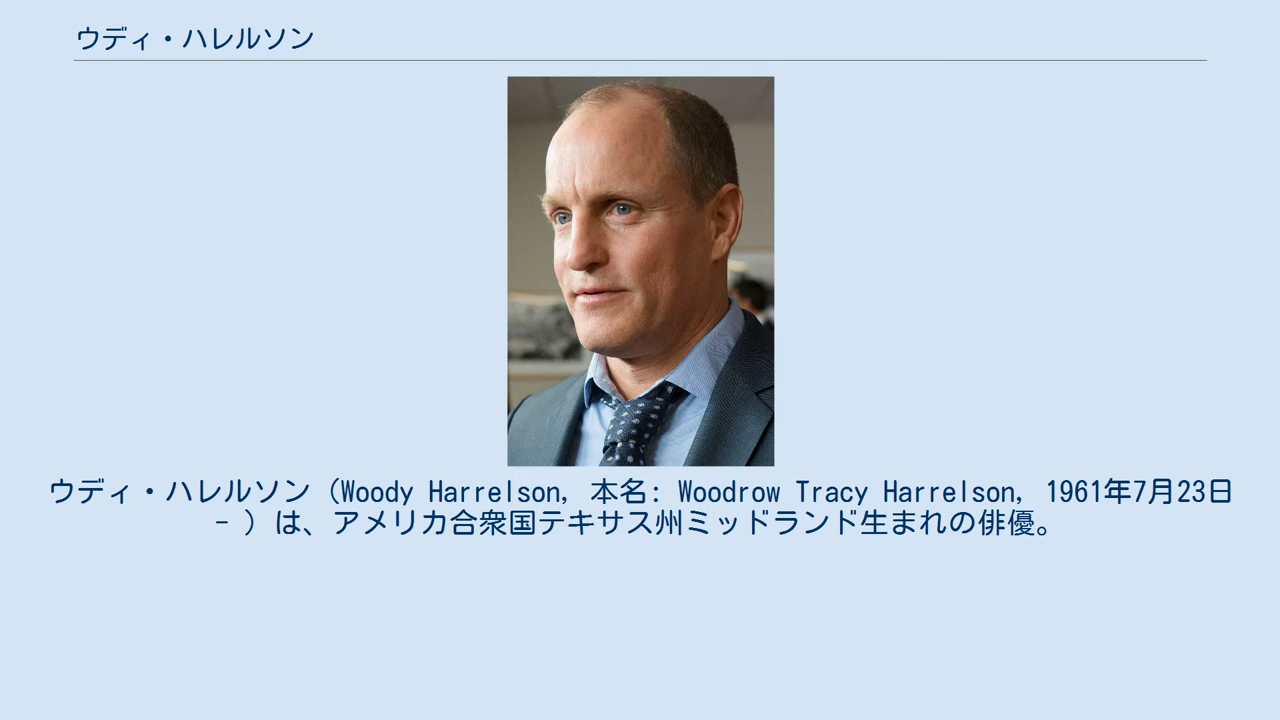 ウディ・ハレルソン
ウディ・ハレルソン（Woody Harrelson, 本名: Woodrow Tracy Harrelson, 1961年7月23日
- ）は、アメリカ合衆国テキサス州ミッドランド生まれの俳優。